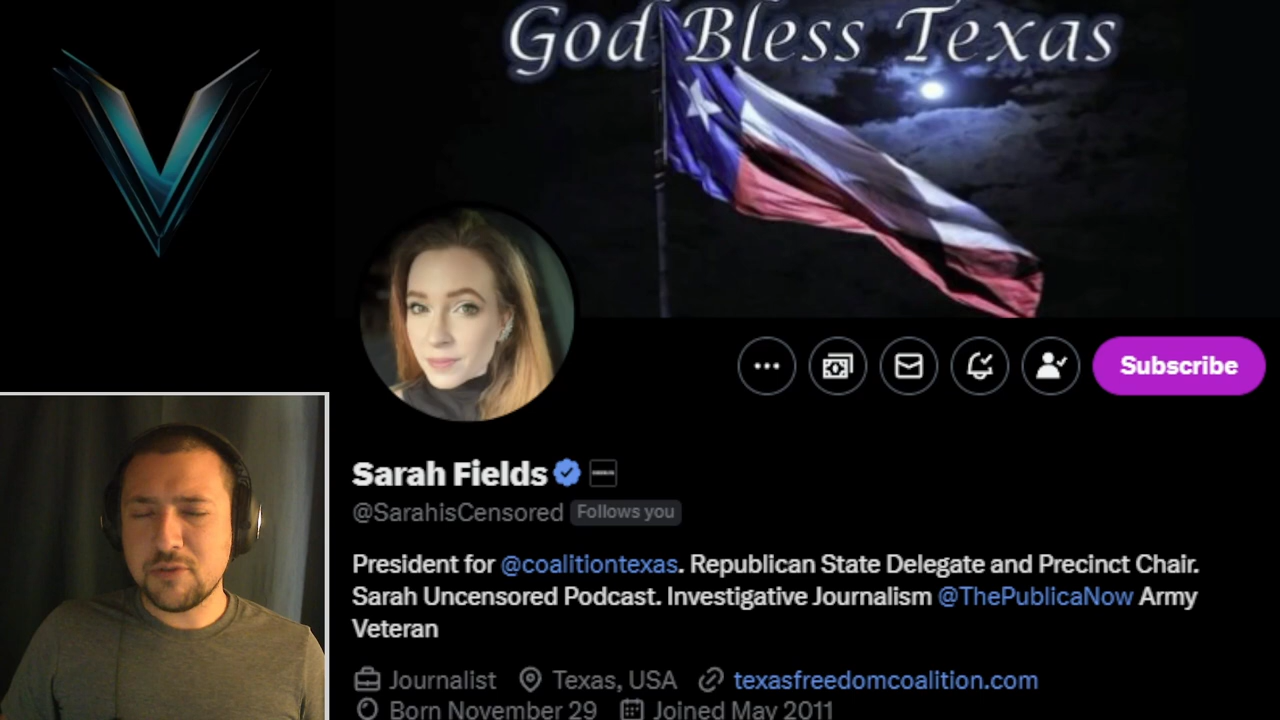 God Bless Texas
Subscribe
Sarah Fields
@SarahisCensored Follows you
President for @coalitiontexas. Republican State Delegate and Precinct Chair.
Sarah Uncensored Podcast. Investigative Journalism @ThePublicaNow Army
Veteran
Journalist Texas, USA texasfreedomcoalition.com
Born November 29 Joined May 2011